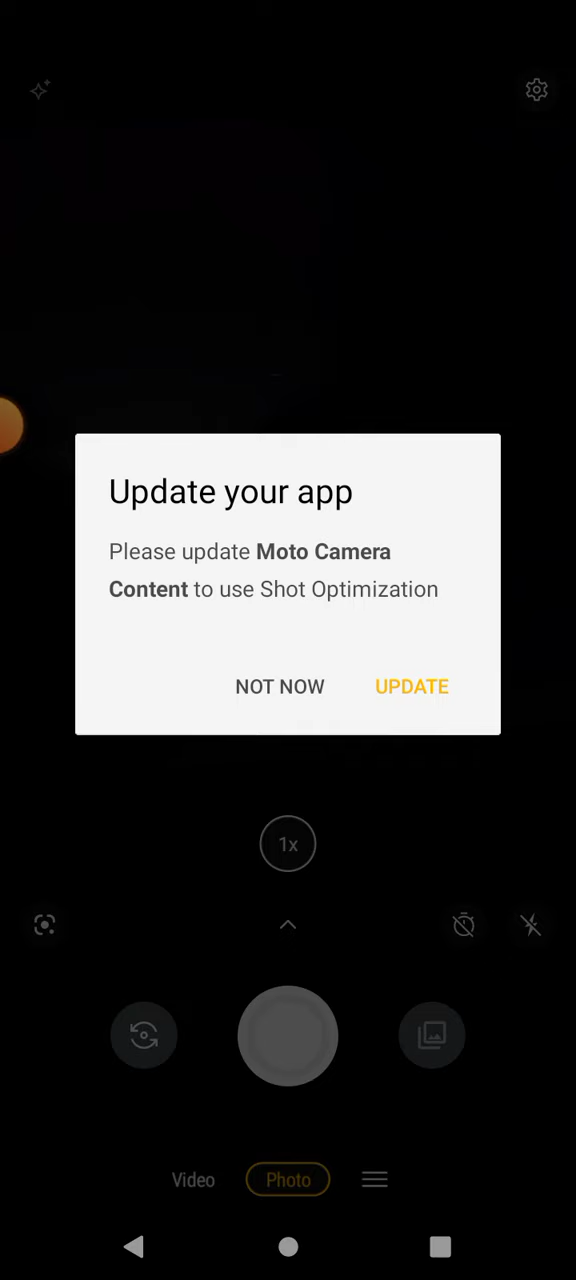 Update your app
Please update Moto Camera
Content to use Shot Optimization
NOT NOW UPDATE
1x
Video Photo